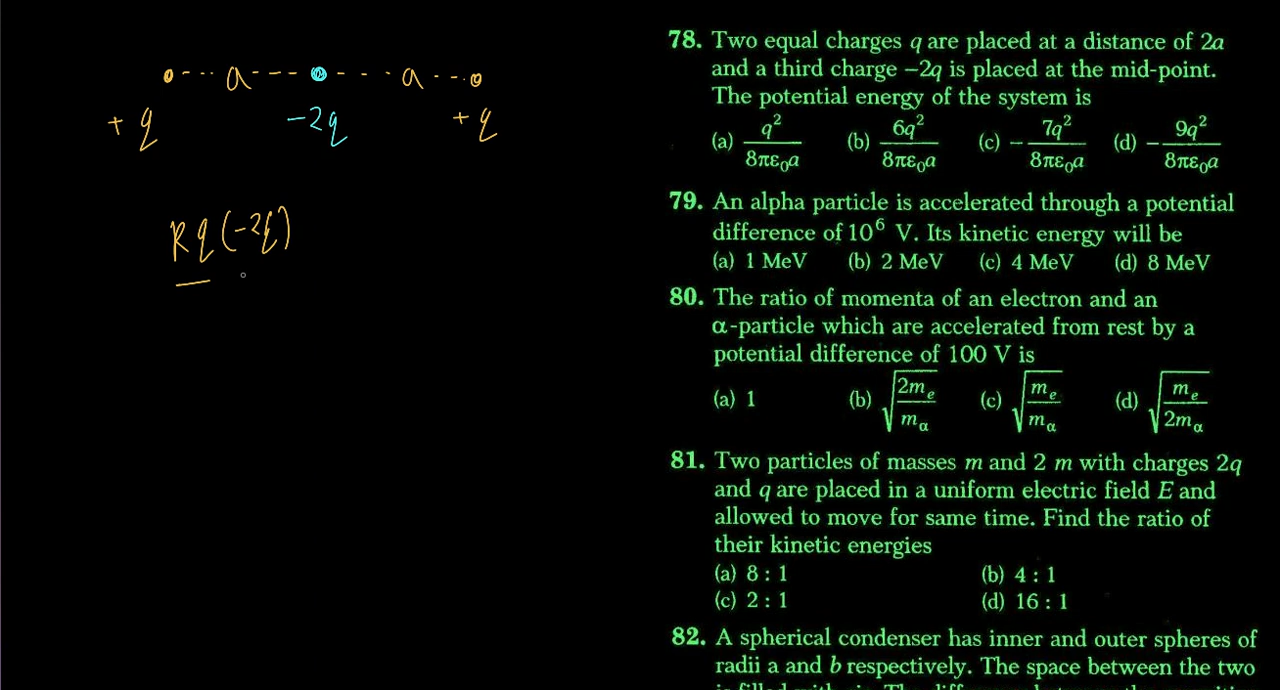 a a
+q -2q +q
Kq(-2q)
78. Two equal charges q are placed at a distance of 2a
and a third charge −2q is placed at the mid-point.
The potential energy of the system is
(a) q²/8πε₀a (b) 6q²/8πε₀a (c) − 7q²/8πε₀a (d) − 9q²/8πε₀a
79. An alpha particle is accelerated through a potential
difference of 10⁶ V. Its kinetic energy will be
(a) 1 MeV (b) 2 MeV (c) 4 MeV (d) 8 MeV
80. The ratio of momenta of an electron and an
α-particle which are accelerated from rest by a
potential difference of 100 V is
(a) 1 (b) √(2mₑ/m_α) (c) √(mₑ/m_α) (d) √(mₑ/2m_α)
81. Two particles of masses m and 2 m with charges 2q
and q are placed in a uniform electric field E and
allowed to move for same time. Find the ratio of
their kinetic energies
(a) 8 : 1 (b) 4 : 1
(c) 2 : 1 (d) 16 : 1
82. A spherical condenser has inner and outer spheres of
radii a and b respectively. The space between the two